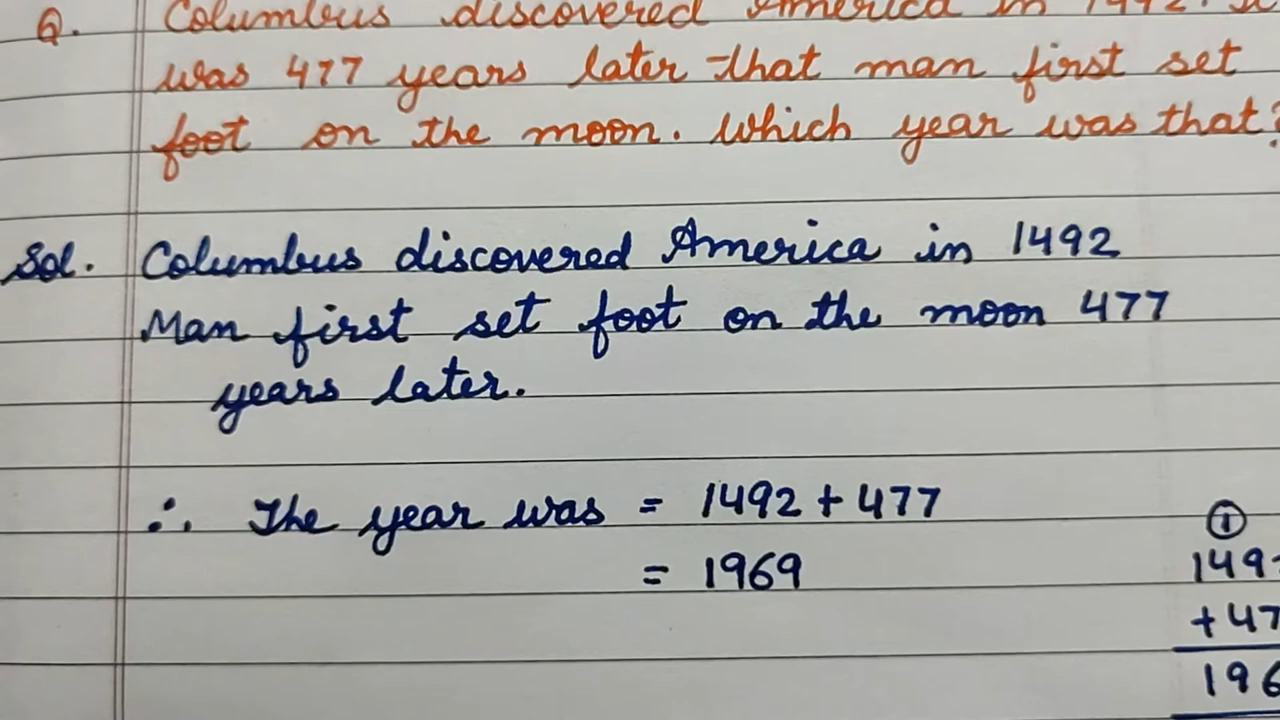 Q. Columbus discovered America in 1492.
was 477 years later that man first set
foot on the moon. Which year was that?
Sol. Columbus discovered America in 1492
Man first set foot on the moon 477
years later.
∴ The year was = 1492 + 477
= 1969
1
149
+ 47
196